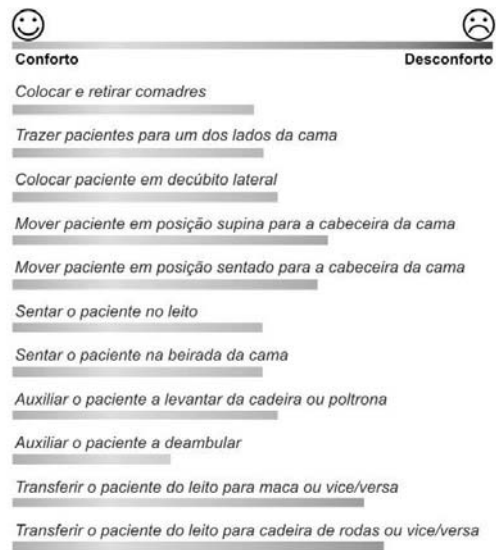 Conforto Desconforto
Colocar e retirar comadres
Trazer pacientes para um dos lados da cama
Colocar paciente em decúbito lateral
Mover paciente em posição supina para a cabeceira da cama
Mover paciente em posição sentado para a cabeceira da cama
Sentar o paciente no leito
Sentar o paciente na beirada da cama
Auxiliar o paciente a levantar da cadeira ou poltrona
Auxiliar o paciente a deambular
Transferir o paciente do leito para maca ou vice/versa
Transferir o paciente do leito para cadeira de rodas ou vice/versa